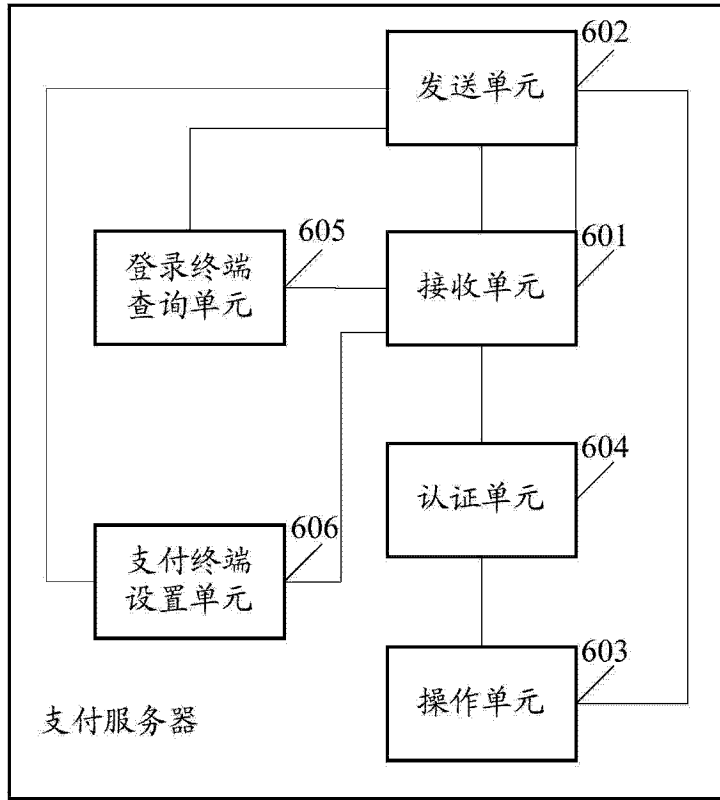 602
发送单元
605
601
登录终端
查询单元
接收单元
604
认证单元
606
支付终端
设置单元
603
操作单元
支付服务器